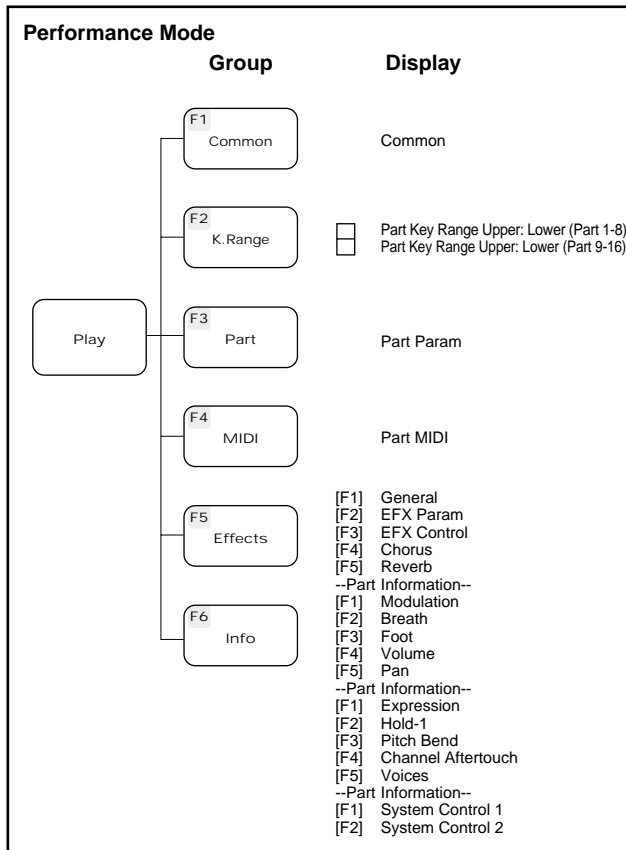 Performance Mode
Group Display
F1
Common Common
F2
K.Range
Part Key Range Upper: Lower (Part 1-8)
Part Key Range Upper: Lower (Part 9-16)
Play
F3
Part Part Param
F4
MIDI Part MIDI
F5
Effects
[F1] General
[F2] EFX Param
[F3] EFX Control
[F4] Chorus
[F5] Reverb
F6
Info
--Part Information--
[F1] Modulation
[F2] Breath
[F3] Foot
[F4] Volume
[F5] Pan
--Part Information--
[F1] Expression
[F2] Hold-1
[F3] Pitch Bend
[F4] Channel Aftertouch
[F5] Voices
--Part Information--
[F1] System Control 1
[F2] System Control 2